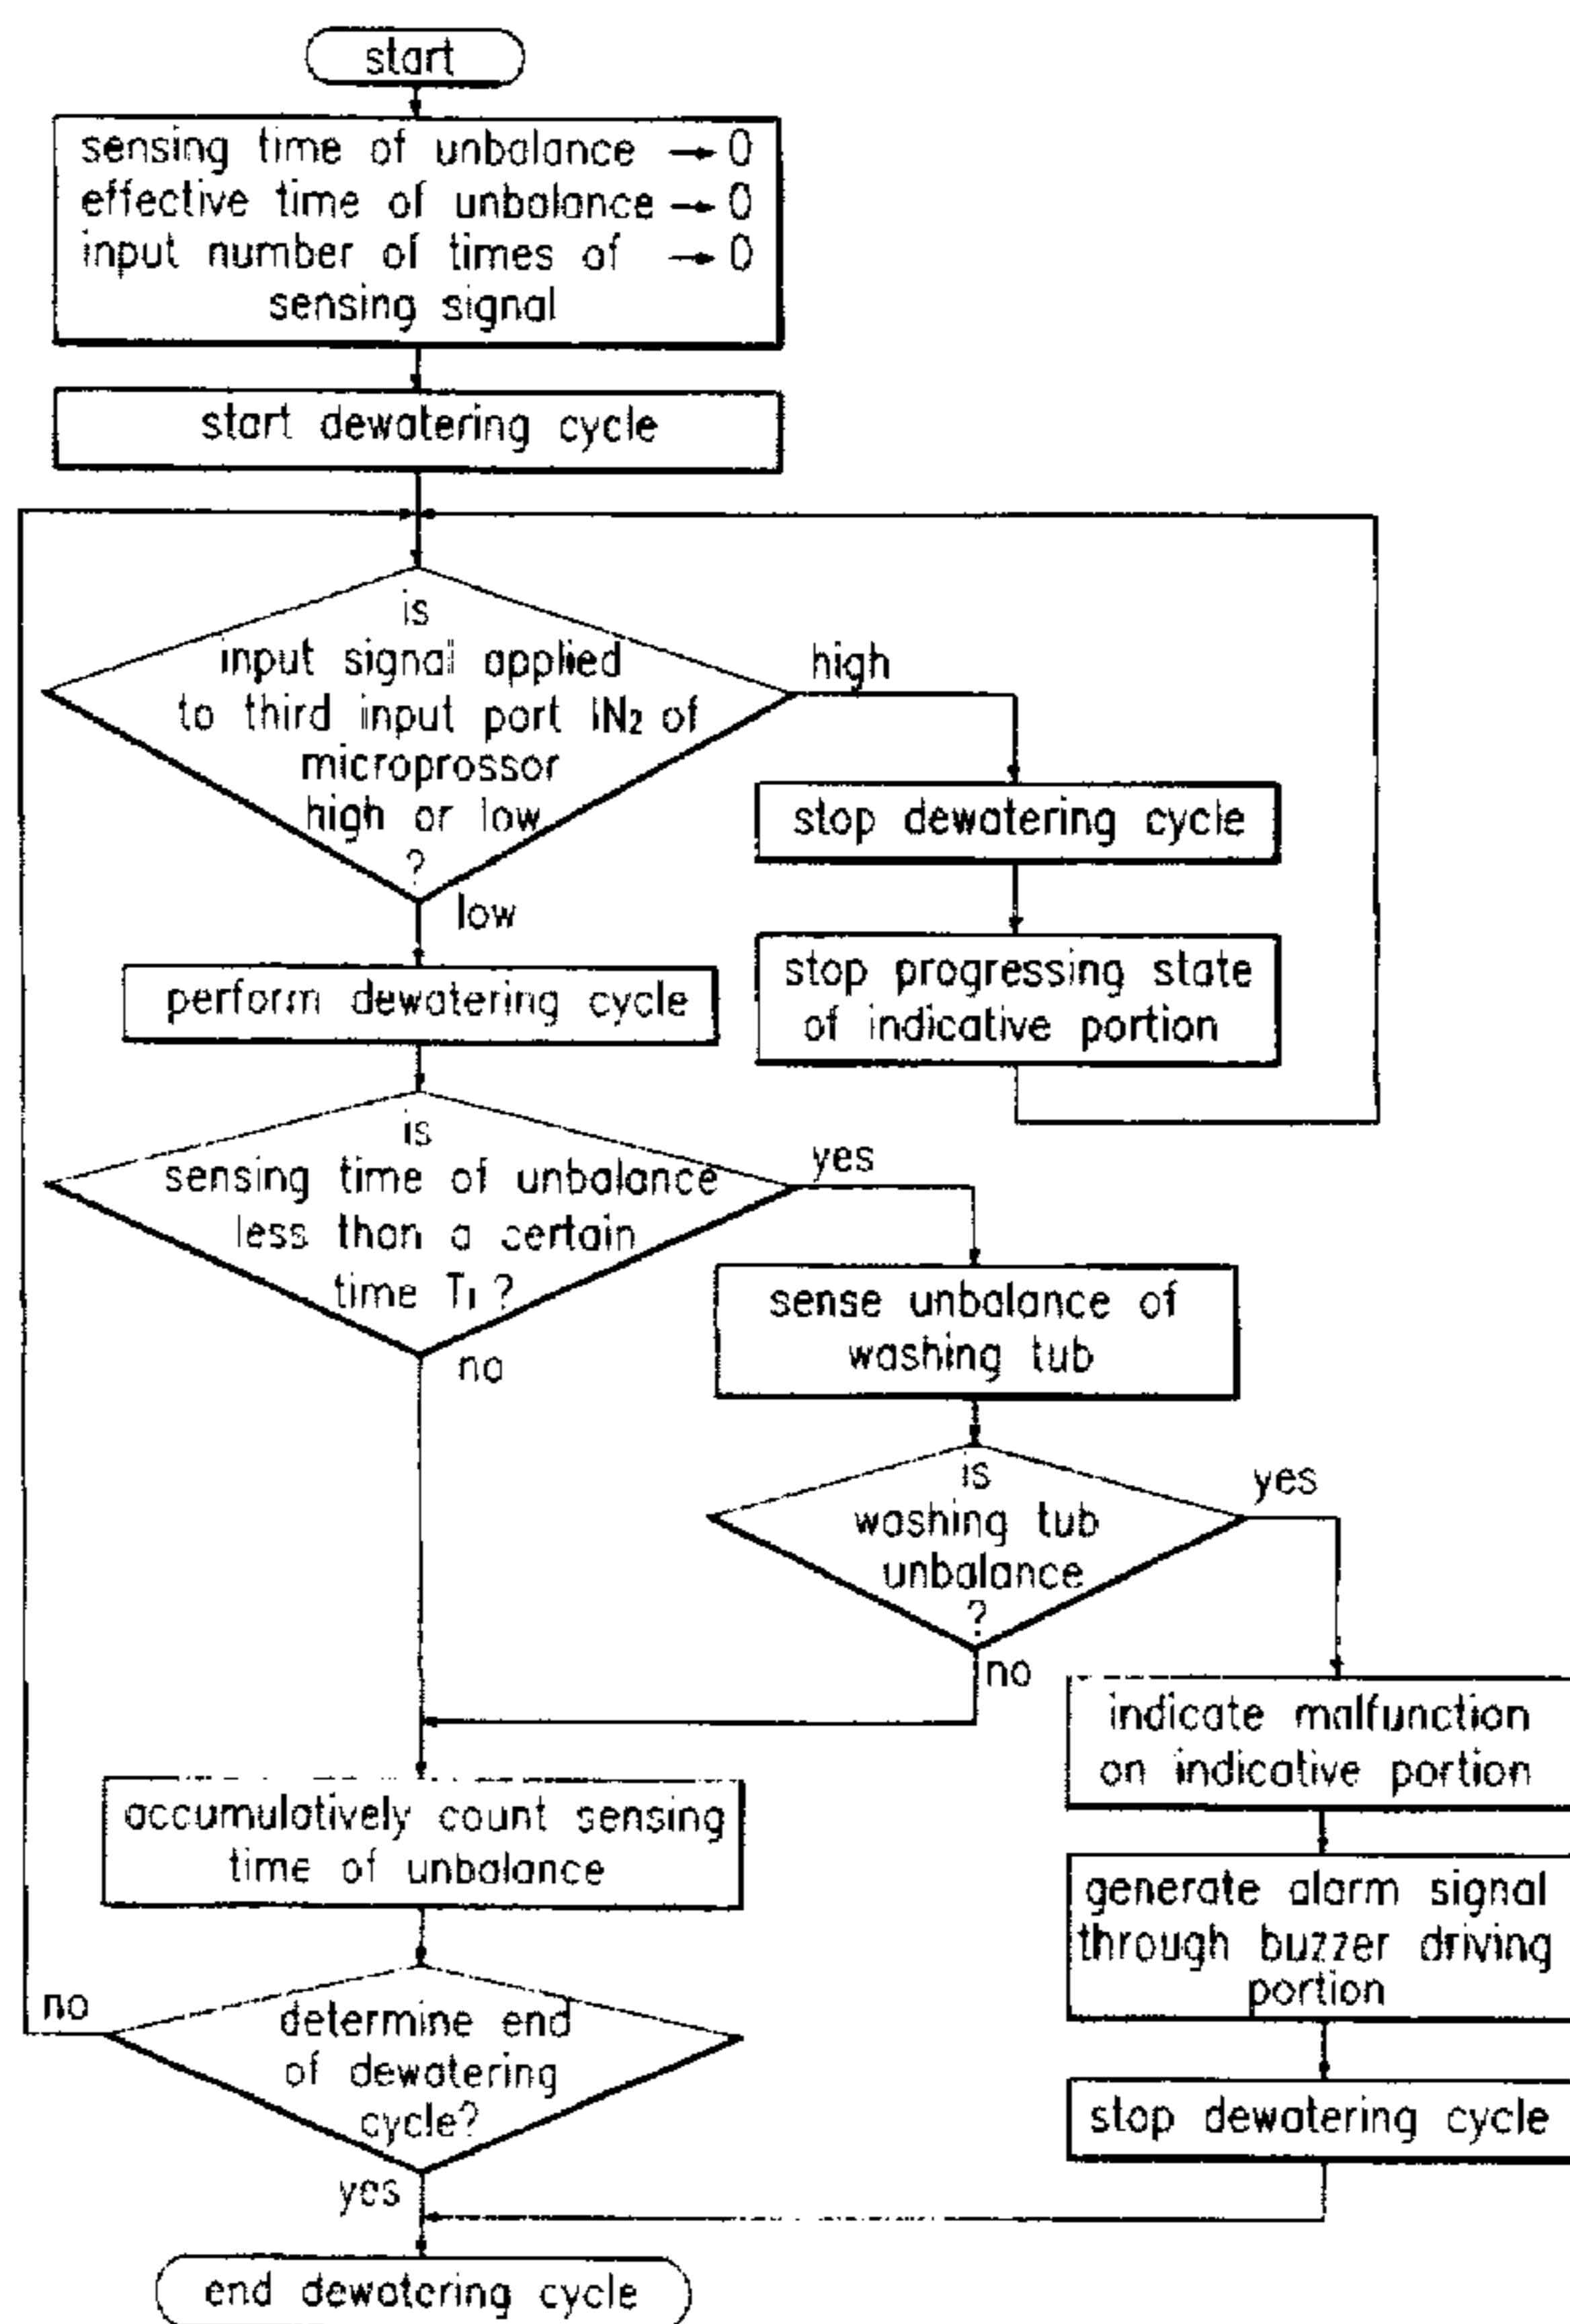 start
sensing time of unbalance → 0
effective time of unbalance → 0
input number of times of → 0
sensing signal
start dewatering cycle
is
input signal applied
to third input port IN2 of
microprossor
high or low
?
high
low
stop dewatering cycle
stop progressing state
of indicative portion
perform dewatering cycle
is
sensing time of unbalance
less than a certain
time T1 ?
yes
no
sense unbalance of
washing tub
is
washing tub
unbalance
?
yes
no
indicate malfunction
on indicative portion
generate alarm signal
through buzzer driving
portion
stop dewatering cycle
accumulatively count sensing
time of unbalance
determine end
of dewatering
cycle?
no
yes
end dewatering cycle